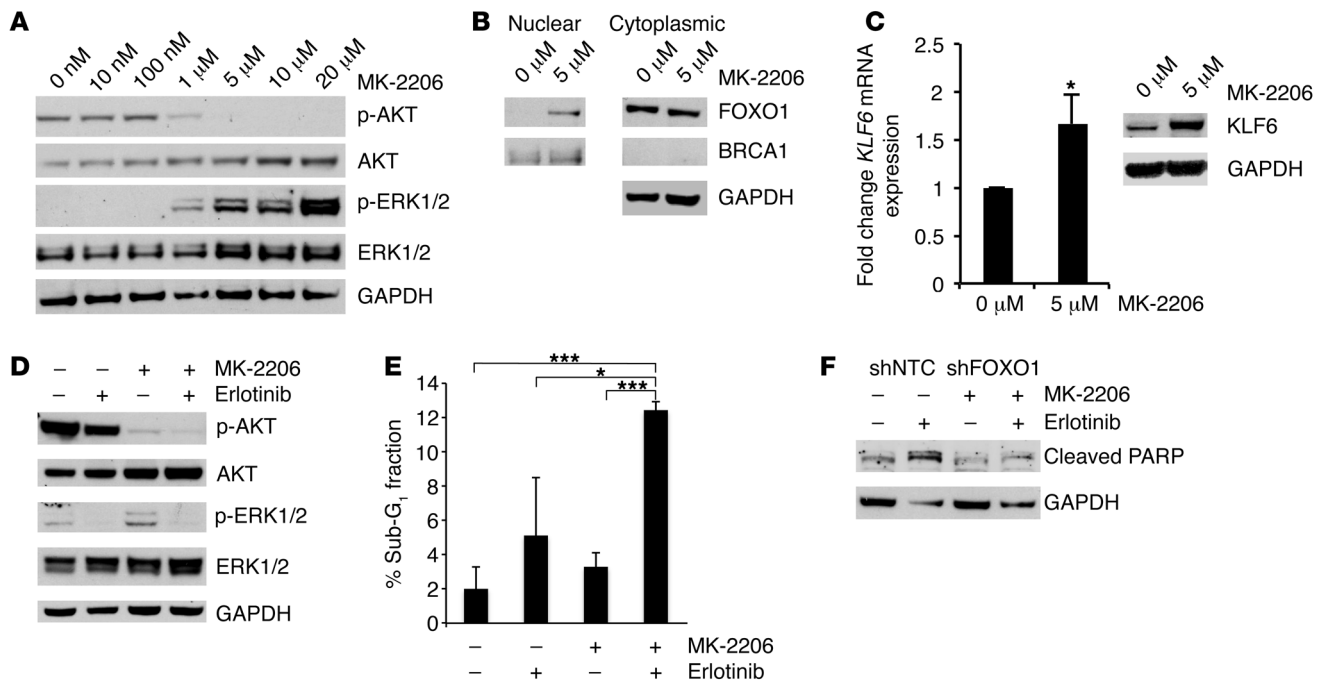 A
0 nM 10 nM 100 nM 1 μM 5 μM 10 μM 20 μM
MK-2206
p-AKT
AKT
p-ERK1/2
ERK1/2
GAPDH
B
Nuclear Cytoplasmic
0 μM 5 μM 0 μM 5 μM
MK-2206
FOXO1
BRCA1
GAPDH
C
Fold change KLF6 mRNA
expression
2.5
2
1.5
1
0.5
0
*
0 μM 5 μM MK-2206
0 μM 5 μM
MK-2206
KLF6
GAPDH
D
– – + + MK-2206
– + – + Erlotinib
p-AKT
AKT
p-ERK1/2
ERK1/2
GAPDH
E
% Sub-G1 fraction
14
12
10
8
6
4
2
0
***
*
***
– – + + MK-2206
– + – + Erlotinib
F
shNTC shFOXO1
– – + + MK-2206
– + – + Erlotinib
Cleaved PARP
GAPDH